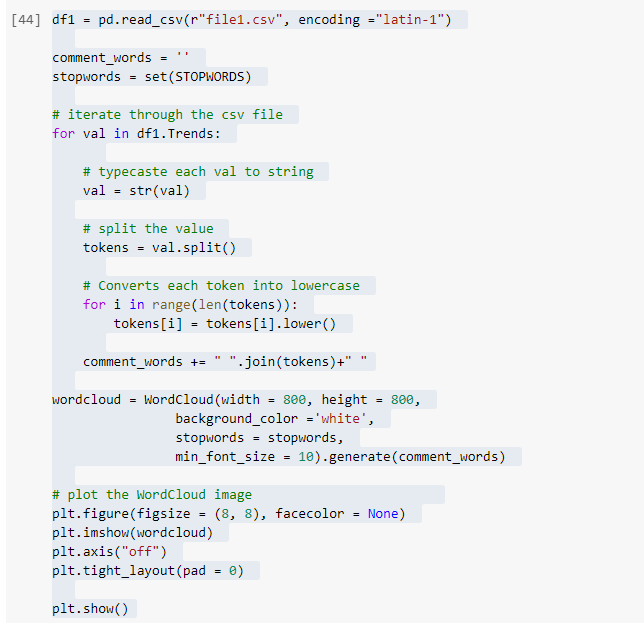 [44] df1 = pd.read_csv(r"file1.csv", encoding ="latin-1")
comment_words = ''
stopwords = set(STOPWORDS)
# iterate through the csv file
for val in df1.Trends:
# typecaste each val to string
val = str(val)
# split the value
tokens = val.split()
# Converts each token into lowercase
for i in range(len(tokens)):
tokens[i] = tokens[i].lower()
comment_words += " ".join(tokens)+" "
wordcloud = WordCloud(width = 800, height = 800,
background_color ='white',
stopwords = stopwords,
min_font_size = 10).generate(comment_words)
# plot the WordCloud image
plt.figure(figsize = (8, 8), facecolor = None)
plt.imshow(wordcloud)
plt.axis("off")
plt.tight_layout(pad = 0)
plt.show()